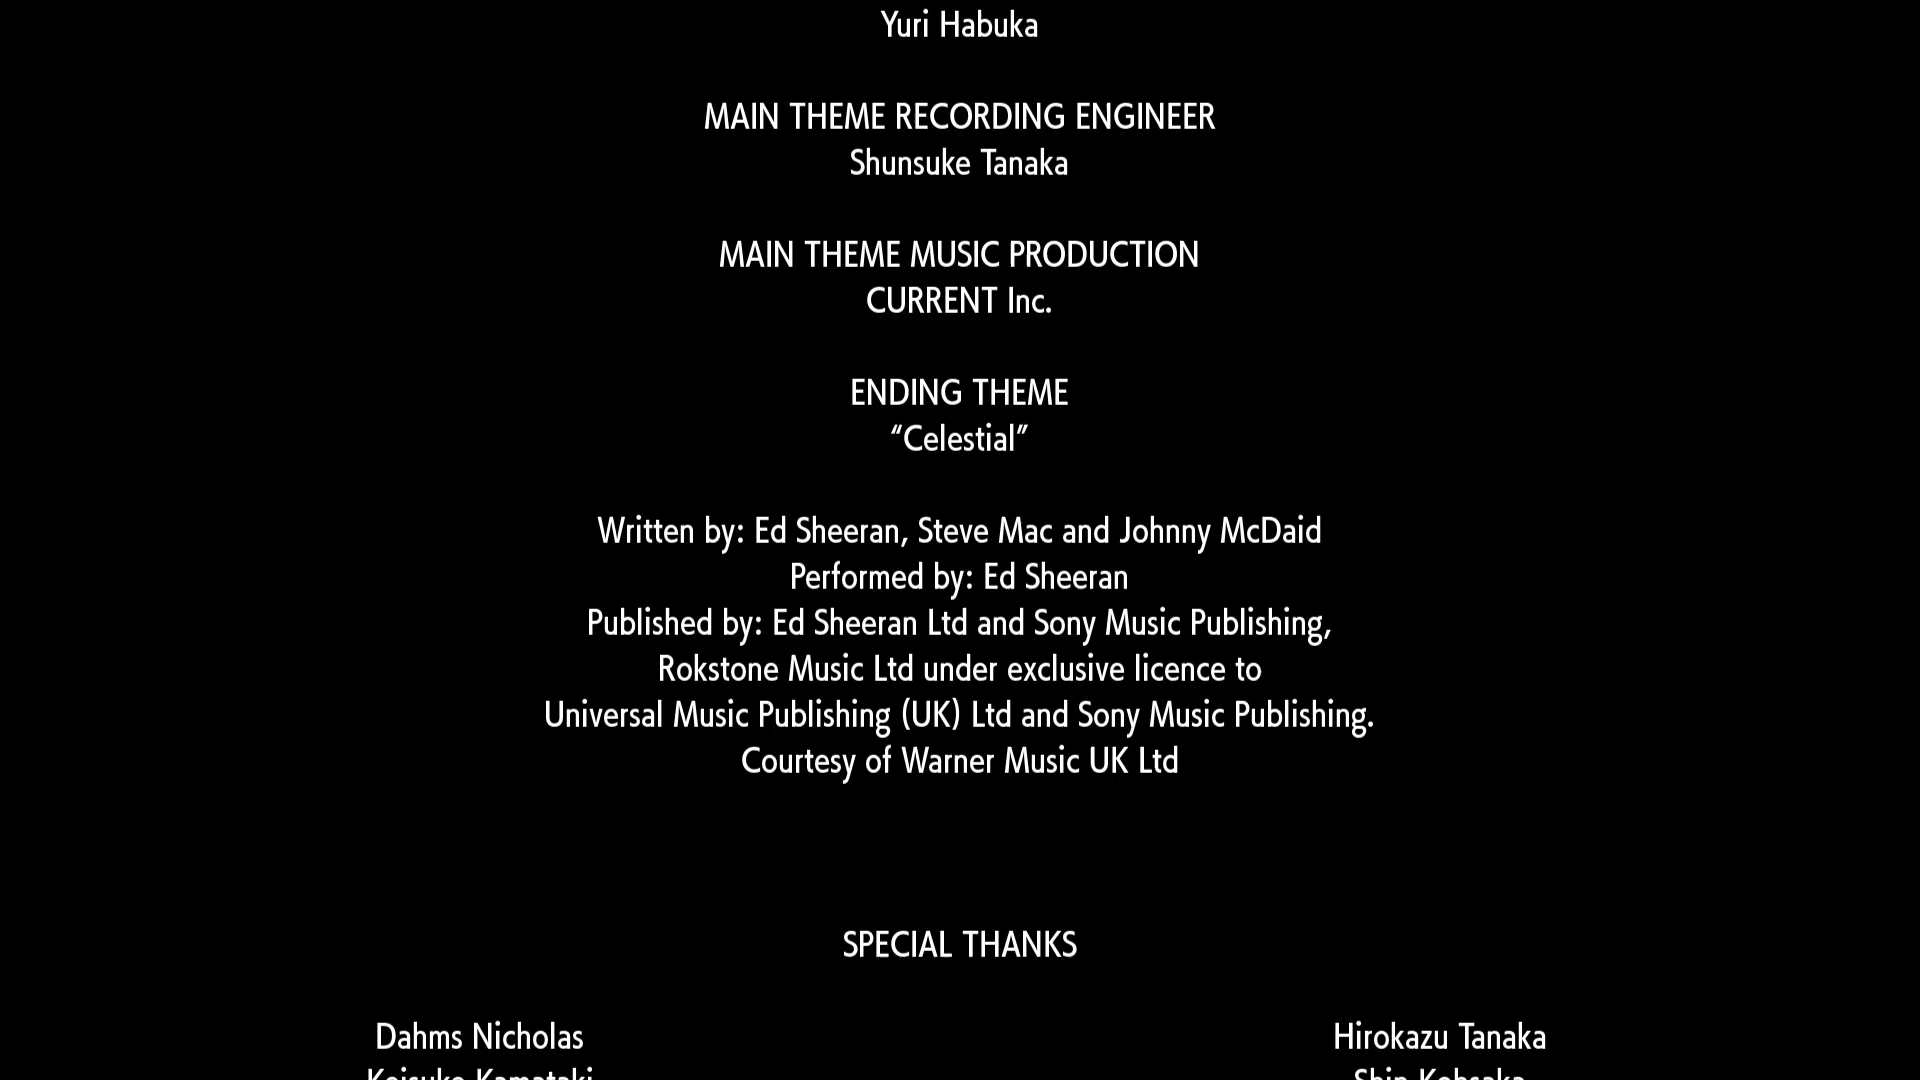 Yuri Habuka
MAIN THEME RECORDING ENGINEER
Shunsuke Tanaka
MAIN THEME MUSIC PRODUCTION
CURRENT Inc.
ENDING THEME
“Celestial”
Written by: Ed Sheeran, Steve Mac and Johnny McDaid
Performed by: Ed Sheeran
Published by: Ed Sheeran Ltd and Sony Music Publishing,
Rokstone Music Ltd under exclusive licence to
Universal Music Publishing (UK) Ltd and Sony Music Publishing.
Courtesy of Warner Music UK Ltd
SPECIAL THANKS
Dahms Nicholas
Hirokazu Tanaka